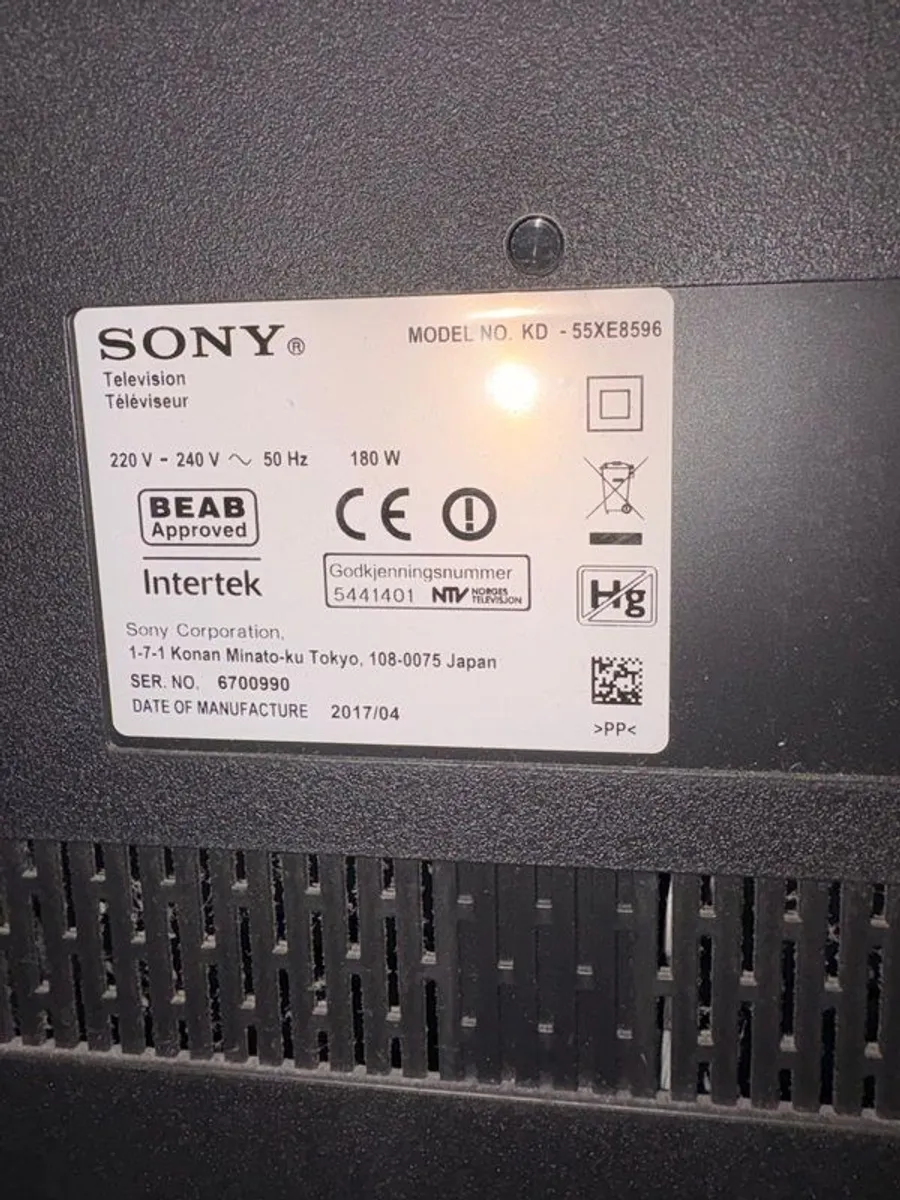 SONY®
MODEL NO. KD - 55XE8596
Television
Téléviseur
220 V - 240 V ~ 50 Hz 180 W
BEAB
Approved
CE
Intertek
Godkjenningsnummer
5441401 NTV NORGES
TELEVISJON
Hg
Sony Corporation,
1-7-1 Konan Minato-ku Tokyo, 108-0075 Japan
SER. NO. 6700990
DATE OF MANUFACTURE 2017/04
>PP<